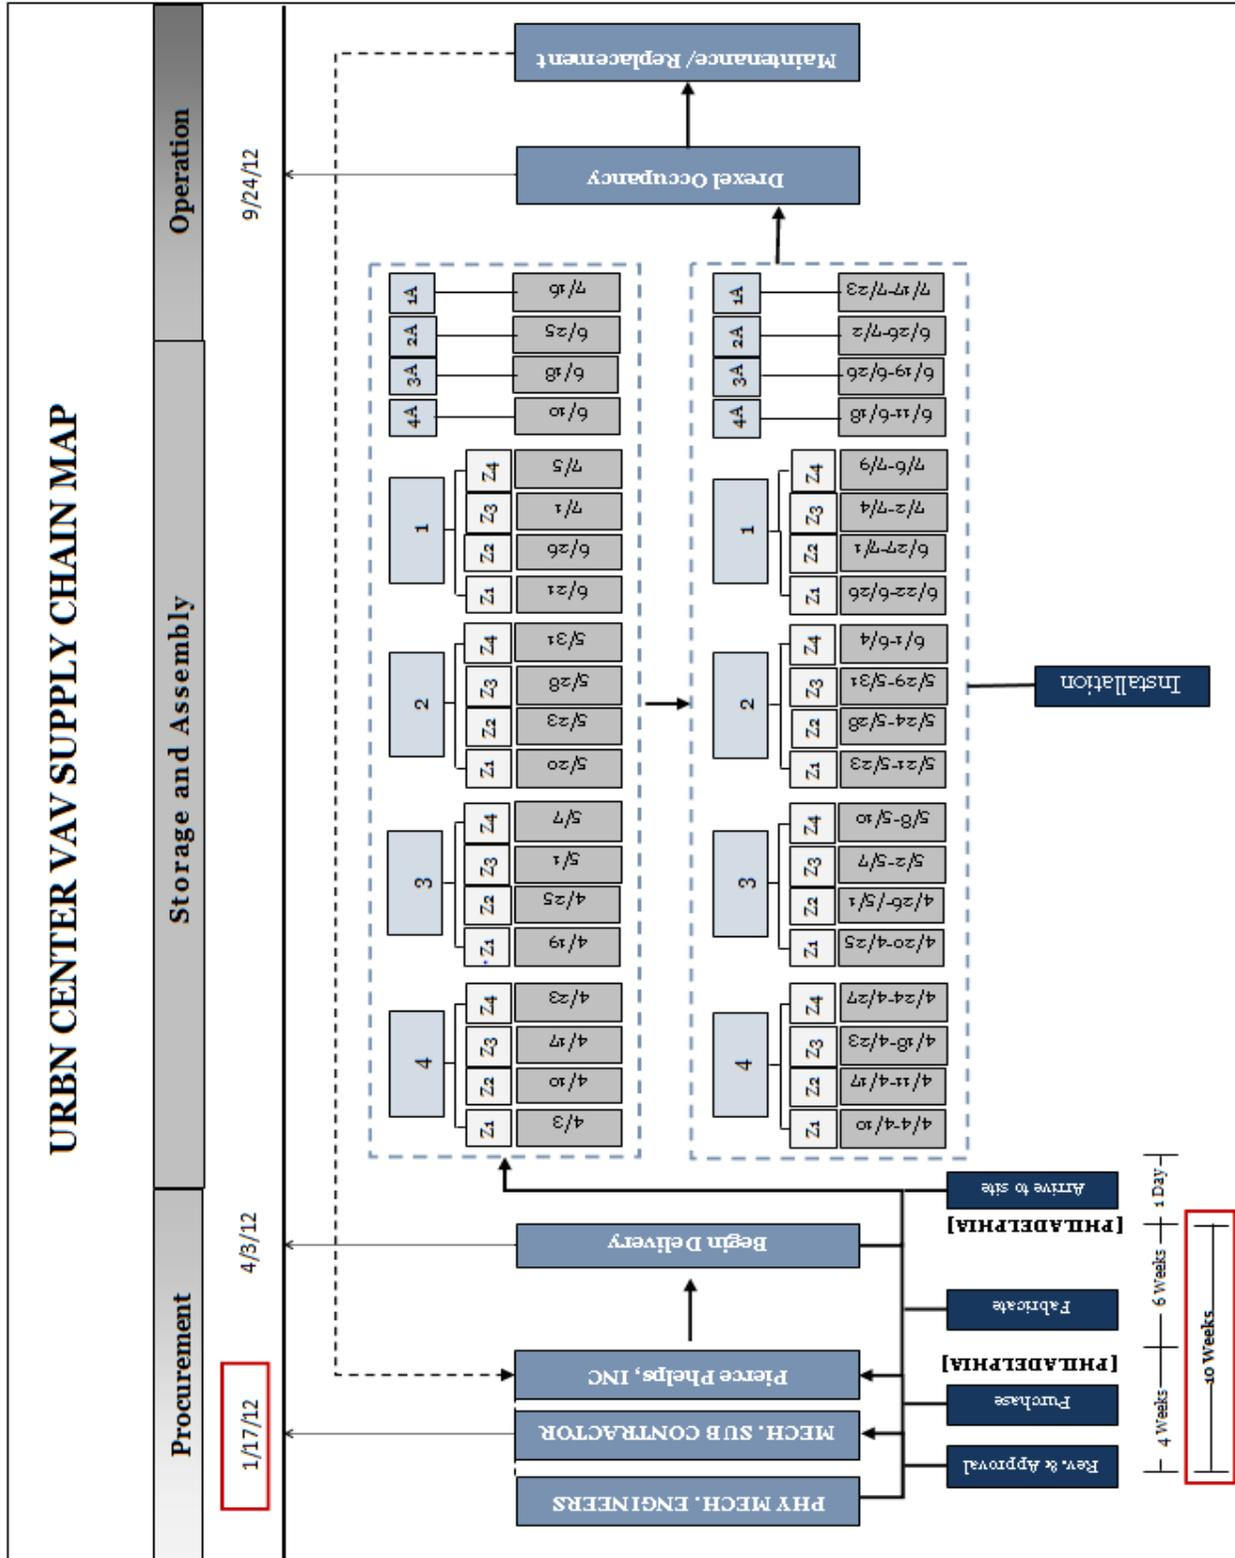 URBN CENTER VAV SUPPLY CHAIN MAP
Procurement
Storage and Assembly
Operation
1/17/12
4/3/12
9/24/12
PHY MECH. ENGINEERS
MECH. SUB CONTRACTOR
Pierce Phelps, INC
Begin Delivery
Drexel Occupancy
Maintenance/ Replacement
4
3
2
1
4A
3A
2A
1A
Z1
Z2
Z3
Z4
Z1
Z2
Z3
Z4
Z1
Z2
Z3
Z4
Z1
Z2
Z3
Z4
4/3
4/10
4/17
4/23
4/19
4/25
5/1
5/7
5/20
5/23
5/28
5/31
6/21
6/26
7/1
7/5
6/10
6/18
6/25
7/16
4
3
2
1
4A
3A
2A
1A
Z1
Z2
Z3
Z4
Z1
Z2
Z3
Z4
Z1
Z2
Z3
Z4
Z1
Z2
Z3
Z4
4/4-4/10
4/11-4/17
4/18-4/23
4/24-4/27
4/20-4/25
4/26-/5/1
5/2-5/7
5/8-5/10
5/21-5/23
5/24-5/28
5/29-5/31
6/1-6/4
6/22-6/26
6/27-7/1
7/2-7/4
7/6-7/9
6/11-6/18
6/19-6/26
6/26-7/2
7/17-7/23
Rev. & Approval
Purchase
[PHILADELPHIA]
Fabricate
[PHILADELPHIA]
Arrive to site
Installation
4 Weeks
6 Weeks
1 Day
10 Weeks